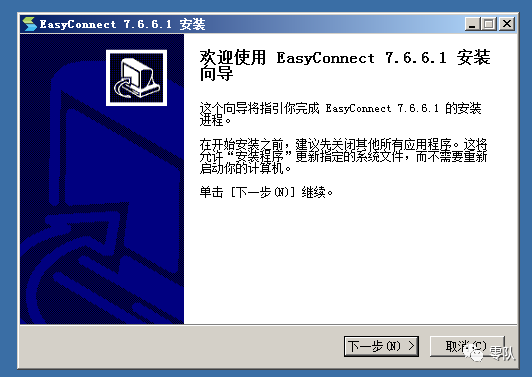 EasyConnect 7.6.6.1 安装
欢迎使用 EasyConnect 7.6.6.1 安装
向导
这个向导将指引你完成 EasyConnect 7.6.6.1 的安装
进程。
在开始安装之前，建议先关闭其他所有应用程序。这将
允许“安装程序”更新指定的系统文件，而不需要重新
启动你的计算机。
单击 [下一步(N)] 继续。
下一步(N) > 取消(C)
零队